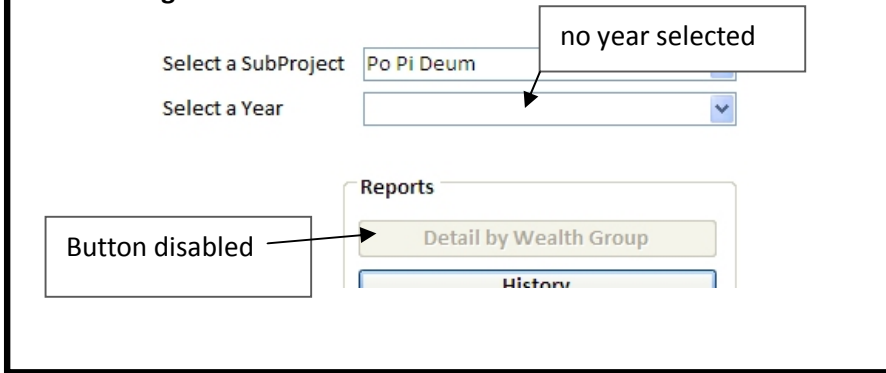 no year selected
Select a SubProject Po Pi Deum
Select a Year
Reports
Button disabled
Detail by Wealth Group
History